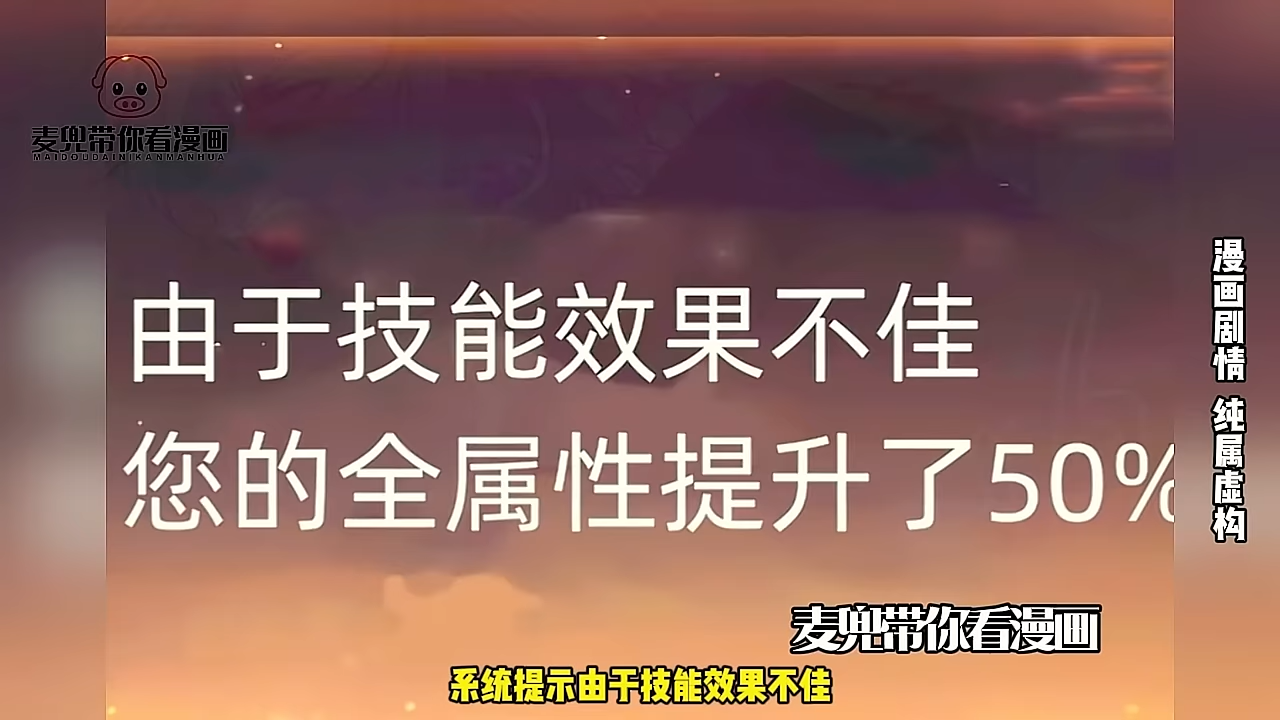 麦兜带你看漫画
MAIDOUDAINIKANMANHUA
由于技能效果不佳
您的全属性提升了50%
漫画剧情 纯属虚构
麦兜带你看漫画
系统提示由于技能效果不佳